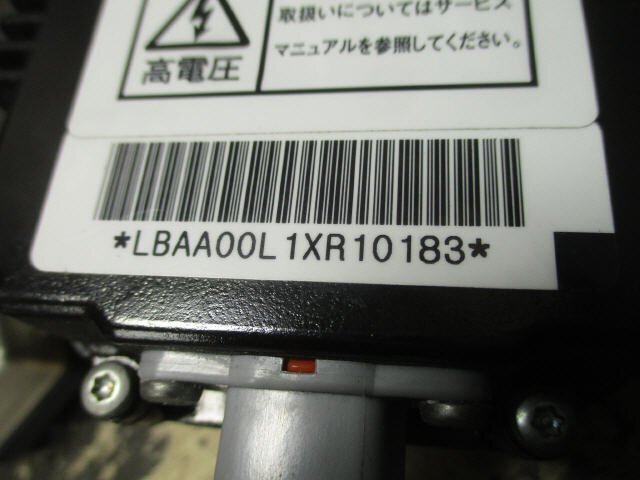 取扱いについてはサービス
マニュアルを参照してください。
高電圧
*LBAA00L1XR10183*